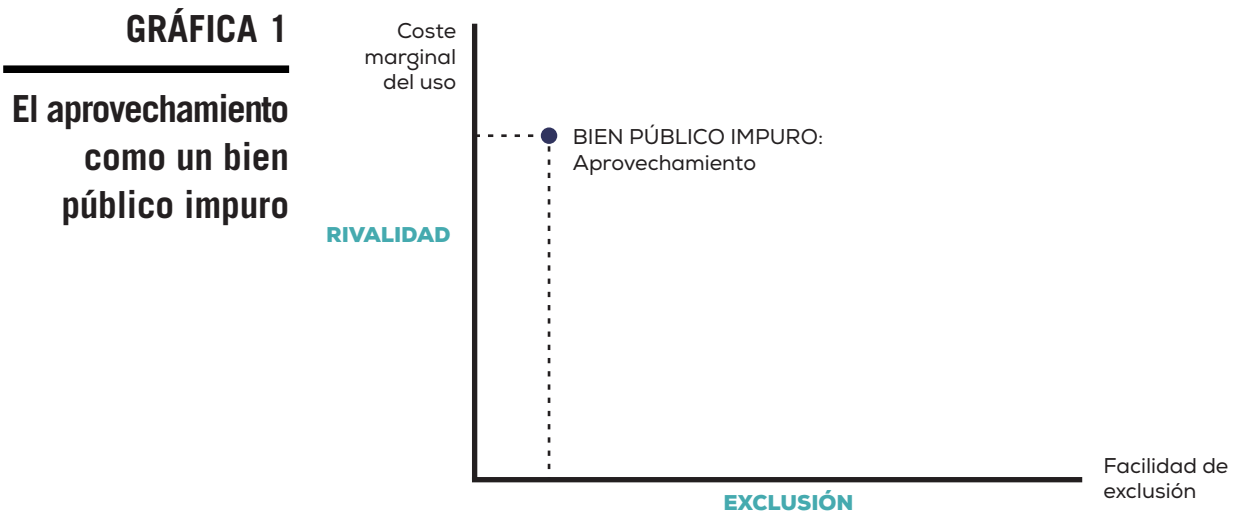 GRÁFICA 1
El aprovechamiento
como un bien
público impuro
Coste
marginal
del uso
BIEN PÚBLICO IMPURO:
Aprovechamiento
RIVALIDAD
Facilidad de
exclusión
EXCLUSIÓN